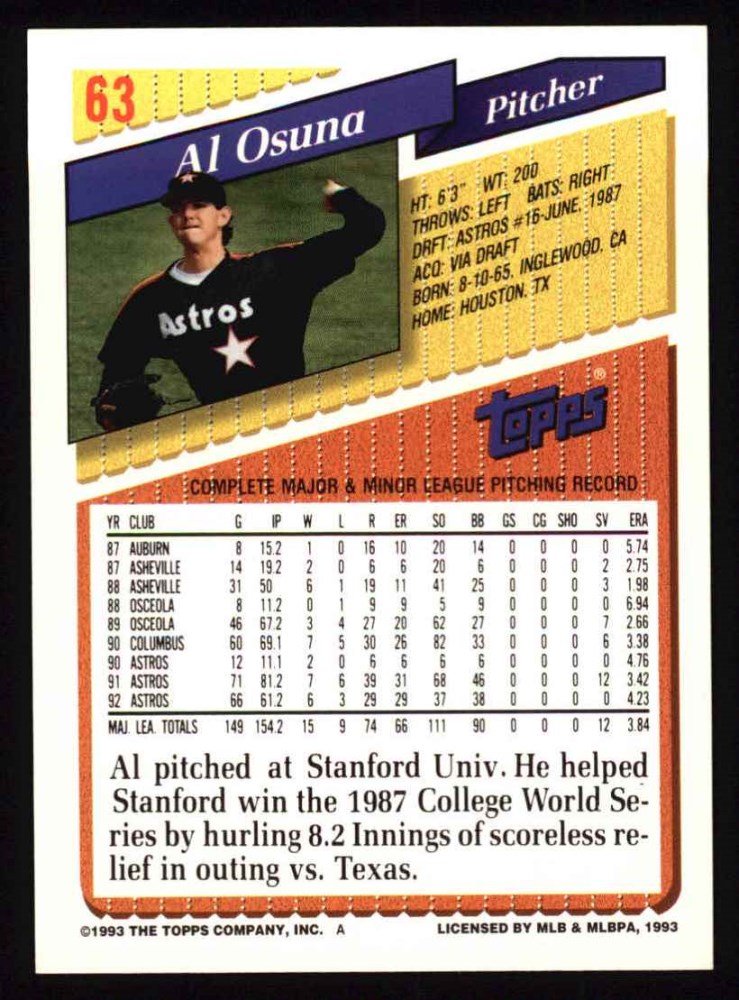 63
Al Osuna
Pitcher
HT: 6'3" WT: 200
THROWS: LEFT BATS: RIGHT
DRFT: ASTROS #16-JUNE, 1987
ACQ: VIA DRAFT
BORN: 8-10-65, INGLEWOOD, CA
HOME: HOUSTON, TX
Astros
topps®
COMPLETE MAJOR & MINOR LEAGUE PITCHING RECORD
YR CLUB G IP W L R ER SO BB GS CG SHO SV ERA
87 AUBURN 8 15.2 1 0 16 10 20 14 0 0 0 0 5.74
87 ASHEVILLE 14 19.2 2 0 6 6 20 6 0 0 0 2 2.75
88 ASHEVILLE 31 50 6 1 19 11 41 25 0 0 0 3 1.98
88 OSCEOLA 8 11.2 0 1 9 9 5 9 0 0 0 0 6.94
89 OSCEOLA 46 67.2 3 4 27 20 62 27 0 0 0 7 2.66
90 COLUMBUS 60 69.1 7 5 30 26 82 33 0 0 0 6 3.38
90 ASTROS 12 11.1 2 0 6 6 6 6 0 0 0 0 4.76
91 ASTROS 71 81.2 7 6 39 31 68 46 0 0 0 12 3.42
92 ASTROS 66 61.2 6 3 29 29 37 38 0 0 0 0 4.23
MAJ. LEA. TOTALS 149 154.2 15 9 74 66 111 90 0 0 0 12 3.84
Al pitched at Stanford Univ. He helped
Stanford win the 1987 College World Se-
ries by hurling 8.2 Innings of scoreless re-
lief in outing vs. Texas.
©1993 THE TOPPS COMPANY, INC. A LICENSED BY MLB & MLBPA, 1993